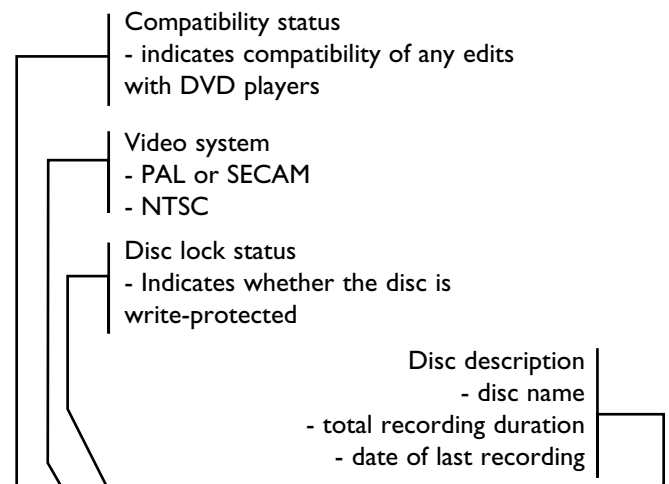 Compatibility status
- indicates compatibility of any edits
with DVD players
Video system
- PAL or SECAM
- NTSC
Disc lock status
- Indicates whether the disc is
write-protected
Disc description
- disc name
- total recording duration
- date of last recording